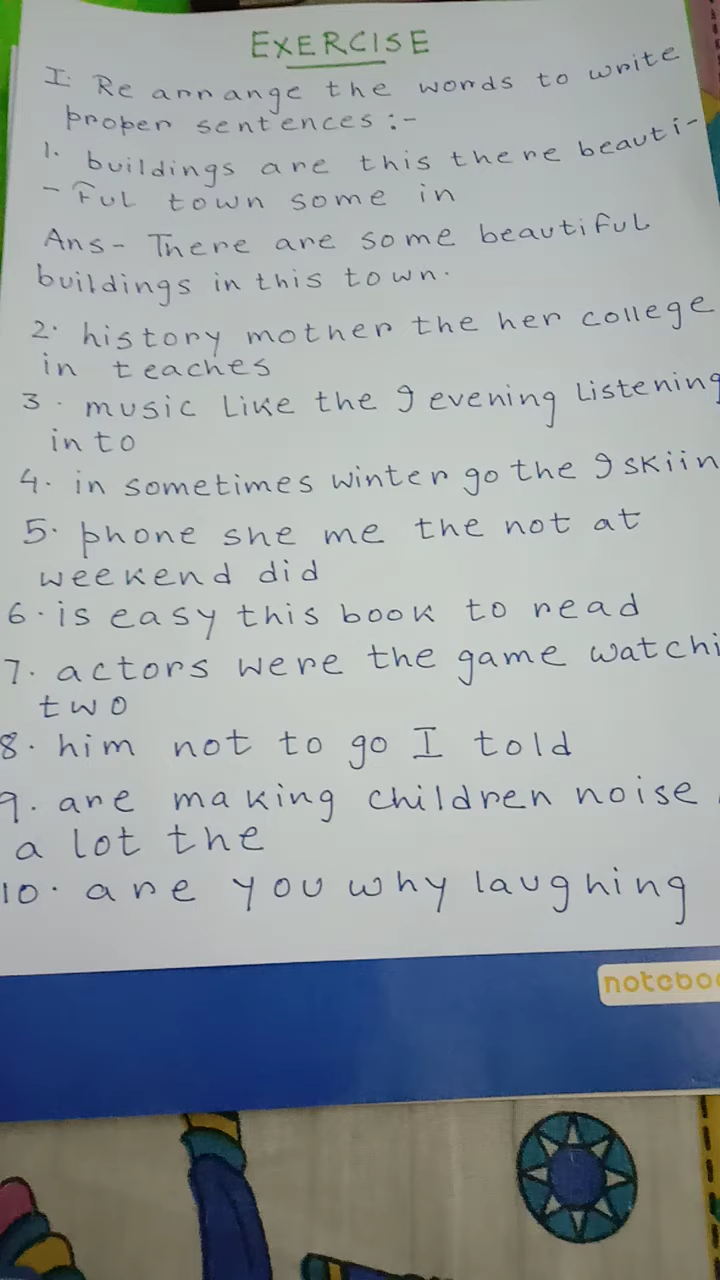 EXERCISE
I. Re arrange the words to write
proper sentences :-
1. buildings are this there beauti-
- ful town some in
Ans - There are some beautiful
buildings in this town.
2. history mother the her college
in teaches
3. music like the I evening listening
in to
4. in sometimes winter go the I skiin
5. phone she me the not at
weekend did
6. is easy this book to read
7. actors were the game watchi
two
8. him not to go I told
9. are making children noise
a lot the
10. are you why laughing
noteboo